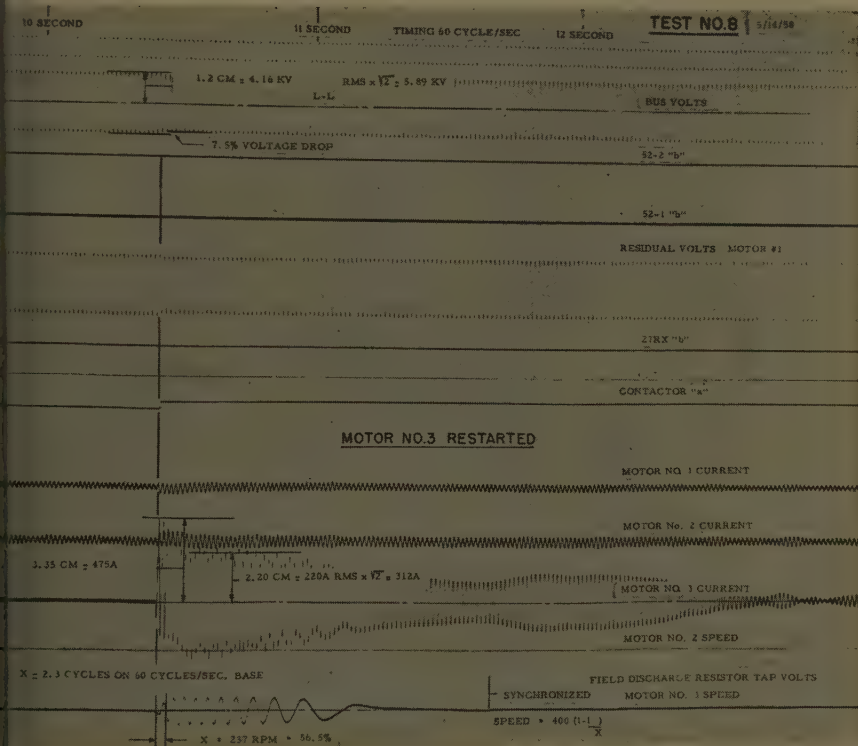 10 SECOND
11 SECOND
TIMING 60 CYCLE/SEC
12 SECOND
TEST NO.8
5/16/58
1.2 CM = 4.16 KV
RMS x √2 = 5.89 KV
L-L
BUS VOLTS
7.5% VOLTAGE DROP
52-2 "b"
52-1 "b"
RESIDUAL VOLTS MOTOR #1
27RX "b"
CONTACTOR "a"
MOTOR NO.3 RESTARTED
MOTOR NO. 1 CURRENT
MOTOR No. 2 CURRENT
3.35 CM = 475A
2.20 CM = 220A RMS x √2 = 312A
MOTOR NO. 3 CURRENT
MOTOR NO. 2 SPEED
X = 2.3 CYCLES ON 60 CYCLES/SEC. BASE
FIELD DISCHARGE RESISTOR TAP VOLTS
SYNCHRONIZED
MOTOR NO. 3 SPEED
SPEED = 400 (1-1/X)
X = 237 RPM = 56.5%